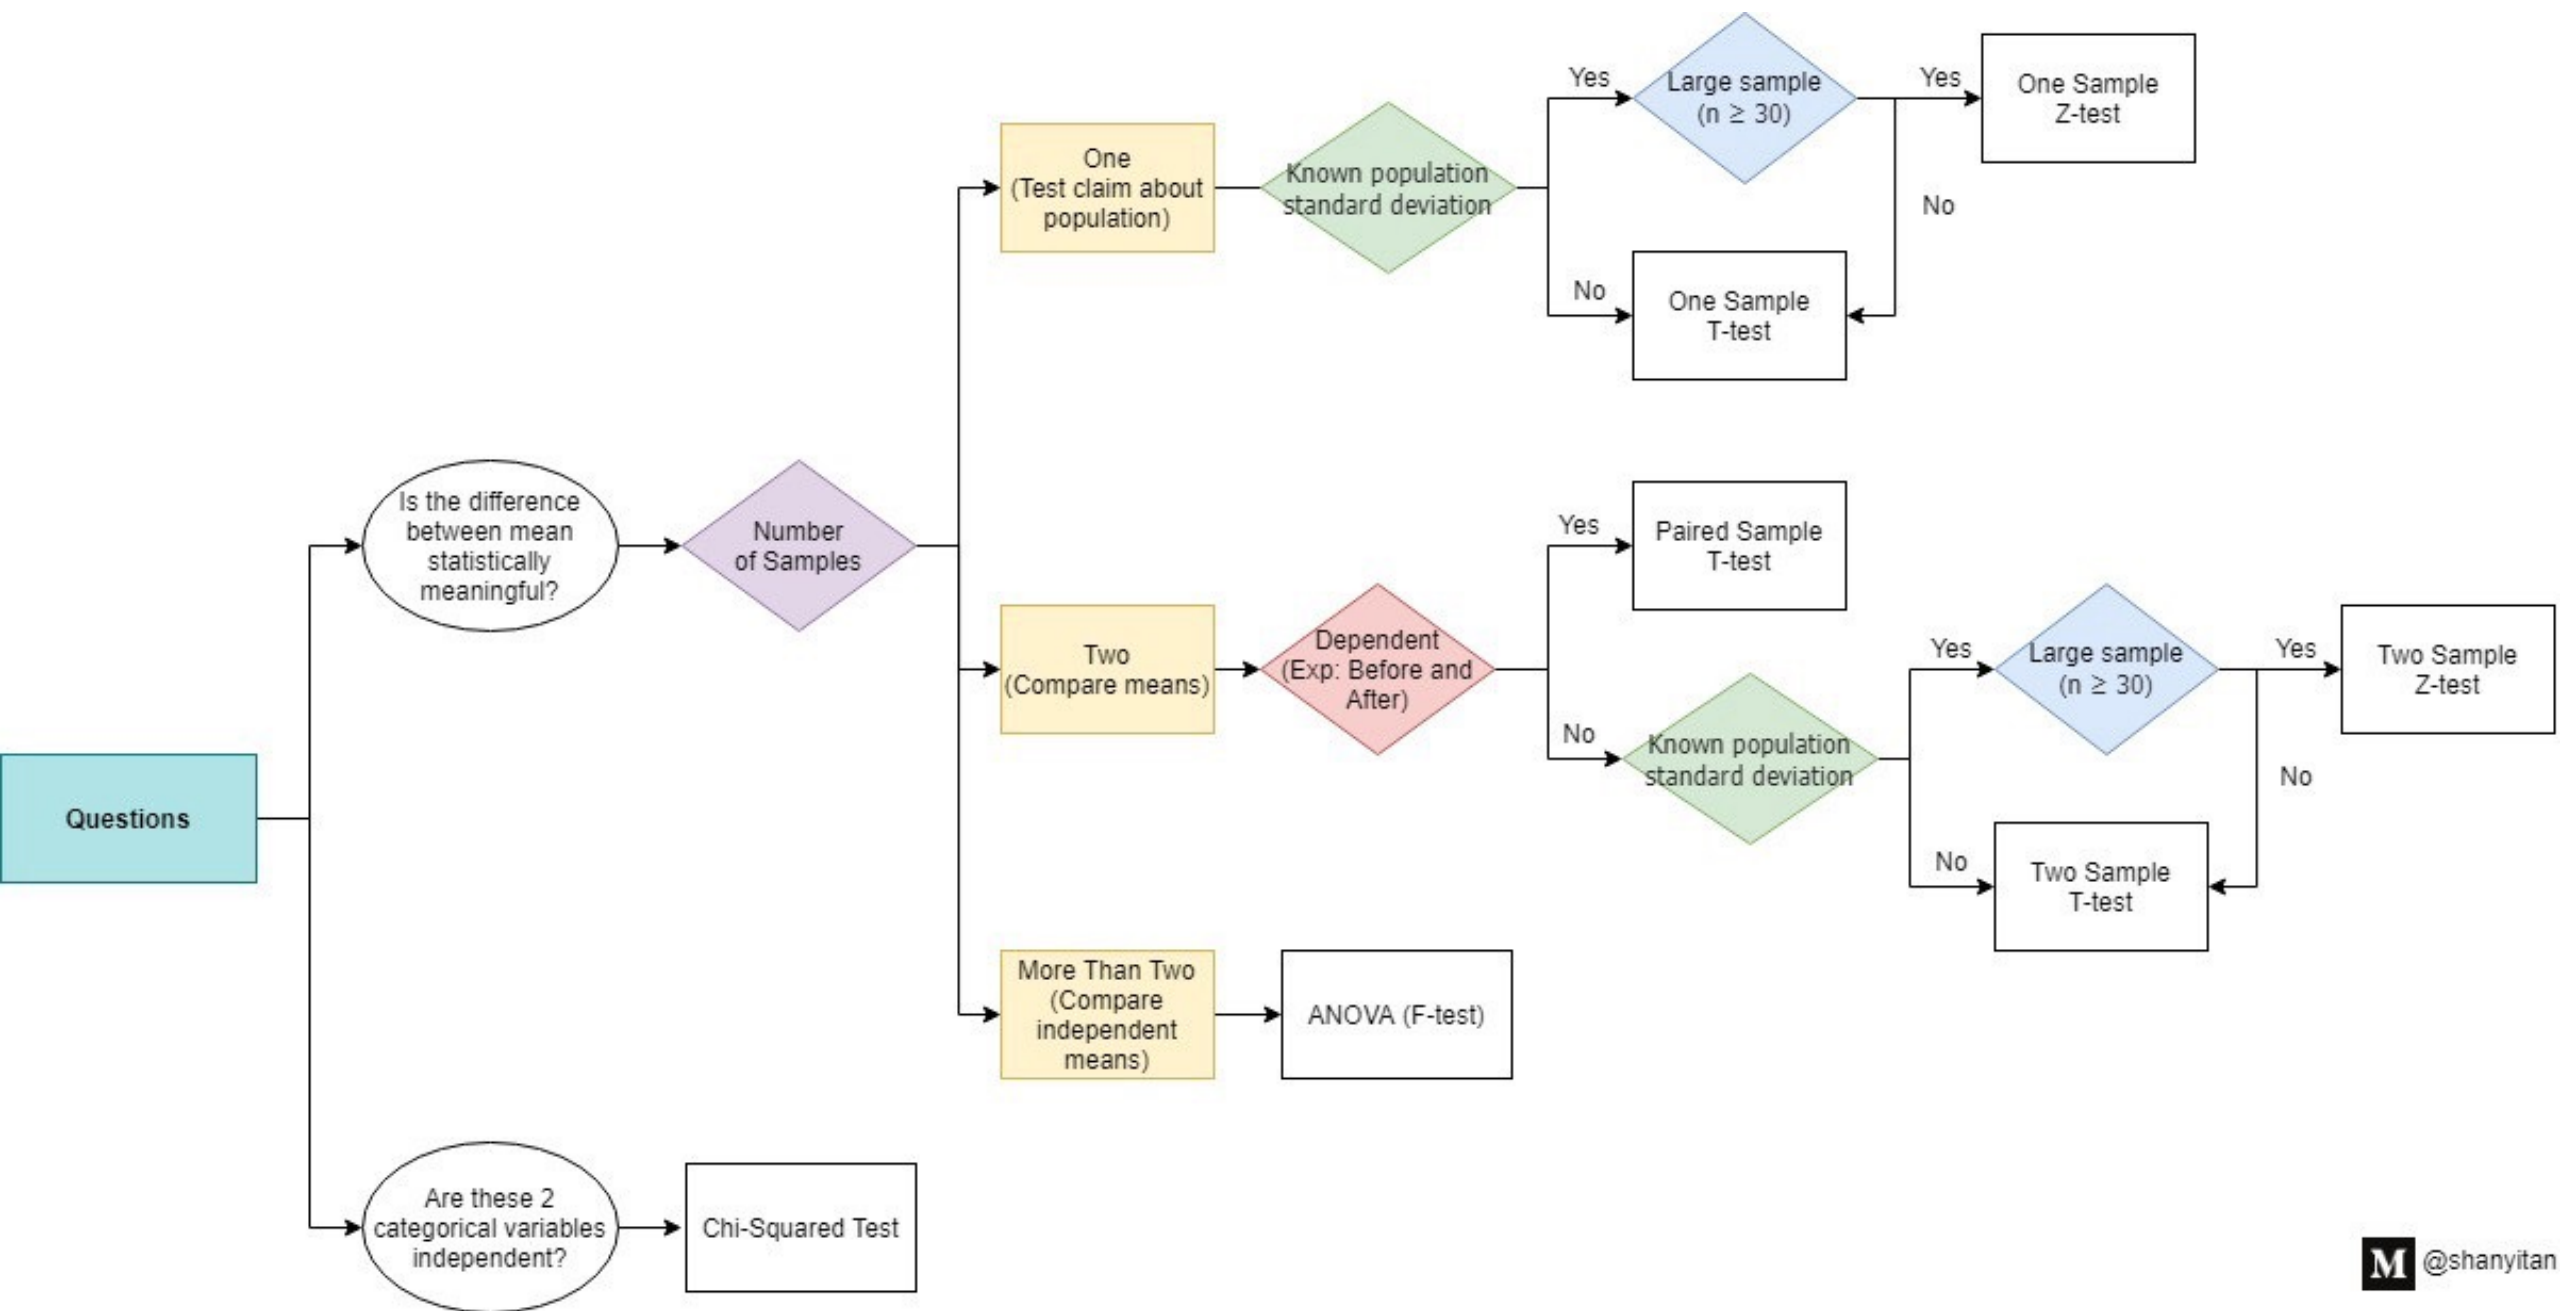 Questions
Is the difference
between mean
statistically
meaningful?
Number
of Samples
One
(Test claim about
population)
Known population
standard deviation
Yes
Large sample
(n ≥ 30)
Yes
One Sample
Z-test
No
No
One Sample
T-test
Two
(Compare means)
Dependent
(Exp: Before and
After)
Yes
Paired Sample
T-test
No
Known population
standard deviation
Yes
Large sample
(n ≥ 30)
Yes
Two Sample
Z-test
No
No
Two Sample
T-test
More Than Two
(Compare
independent
means)
ANOVA (F-test)
Are these 2
categorical variables
independent?
Chi-Squared Test
M @shanyitan